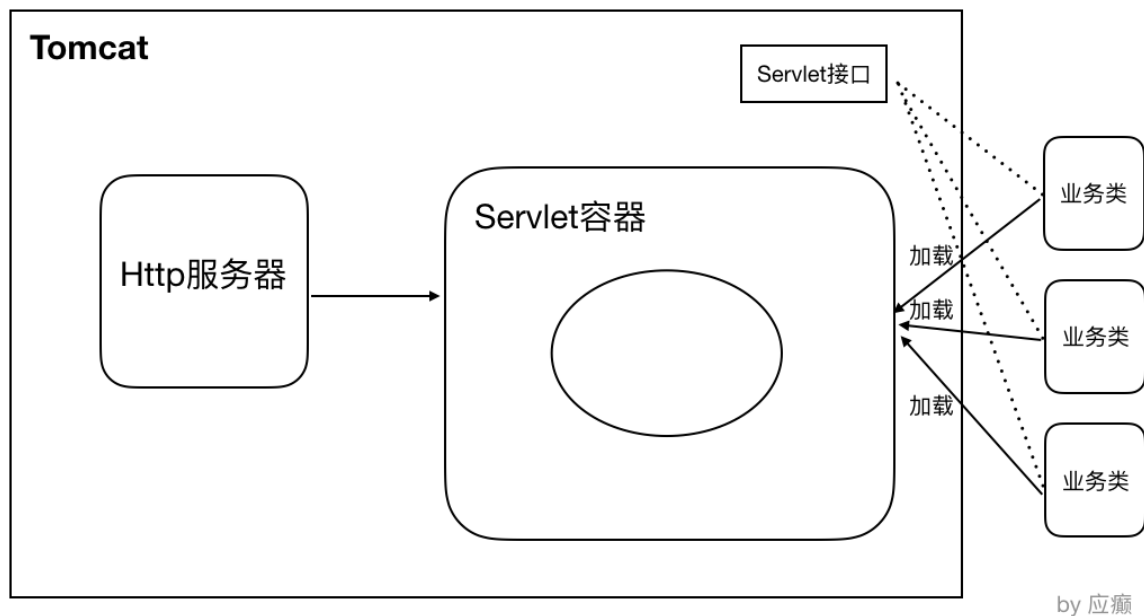 Tomcat
Servlet接口
业务类
Servlet容器
Http服务器
加载
加载
业务类
加载
业务类
by 应癫